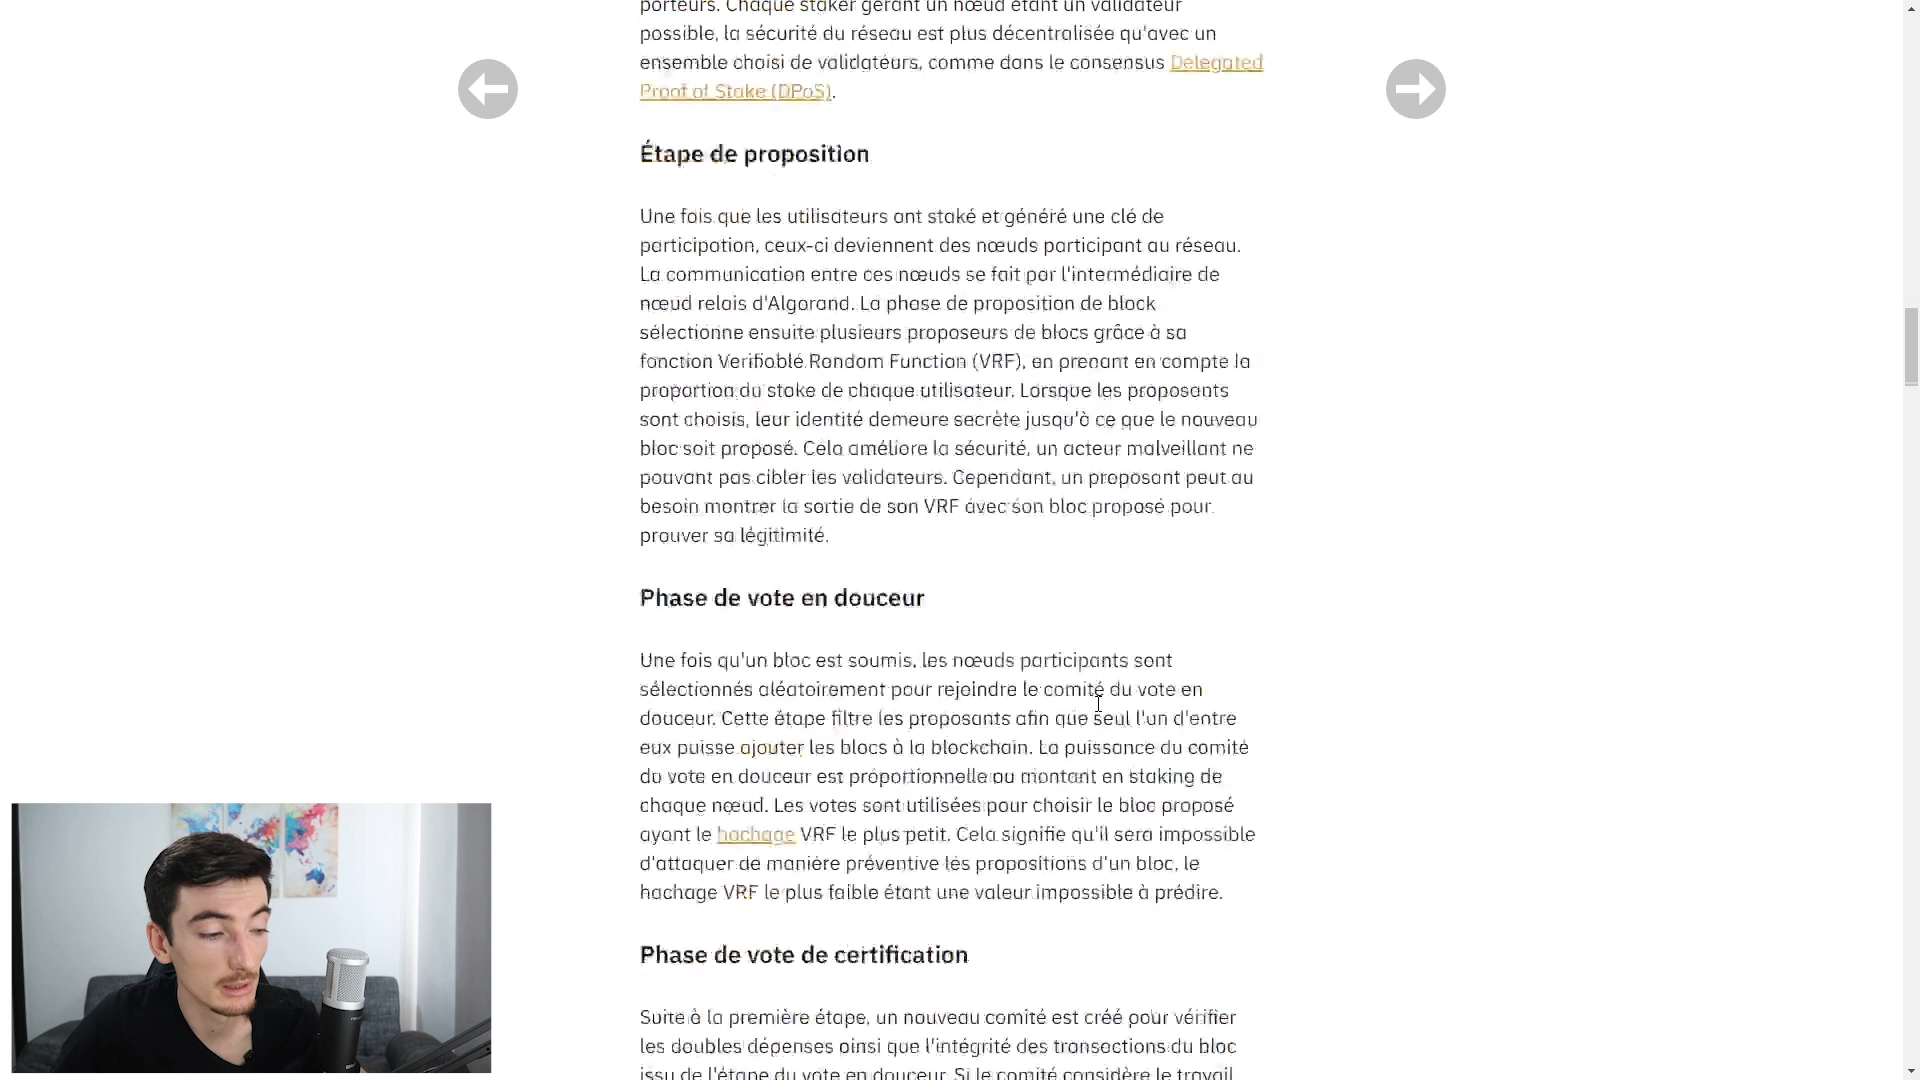 porteurs. Chaque staker gérant un nœud étant un validateur
possible, la sécurité du réseau est plus décentralisée qu'avec un
ensemble choisi de validateurs, comme dans le consensus Delegated
Proof of Stake (DPoS).
Étape de proposition
Une fois que les utilisateurs ont staké et généré une clé de
participation, ceux-ci deviennent des nœuds participant au réseau.
La communication entre ces nœuds se fait par l'intermédiaire de
nœud relais d'Algorand. La phase de proposition de block
sélectionne ensuite plusieurs proposeurs de blocs grâce à sa
fonction Verifiable Random Function (VRF), en prenant en compte la
proportion du stake de chaque utilisateur. Lorsque les proposants
sont choisis, leur identité demeure secrète jusqu'à ce que le nouveau
bloc soit proposé. Cela améliore la sécurité, un acteur malveillant ne
pouvant pas cibler les validateurs. Cependant, un proposant peut au
besoin montrer la sortie de son VRF avec son bloc proposé pour
prouver sa légitimité.
Phase de vote en douceur
Une fois qu'un bloc est soumis, les nœuds participants sont
sélectionnés aléatoirement pour rejoindre le comité du vote en
douceur. Cette étape filtre les proposants afin que seul l'un d'entre
eux puisse ajouter les blocs à la blockchain. La puissance du comité
du vote en douceur est proportionnelle au montant en staking de
chaque nœud. Les votes sont utilisées pour choisir le bloc proposé
ayant le hachage VRF le plus petit. Cela signifie qu'il sera impossible
d'attaquer de manière préventive les propositions d'un bloc, le
hachage VRF le plus faible étant une valeur impossible à prédire.
Phase de vote de certification
Suite à la première étape, un nouveau comité est créé pour vérifier
les doubles dépenses ainsi que l'intégrité des transactions du bloc
issu de l'étape du vote en douceur. Si le comité considère le travail